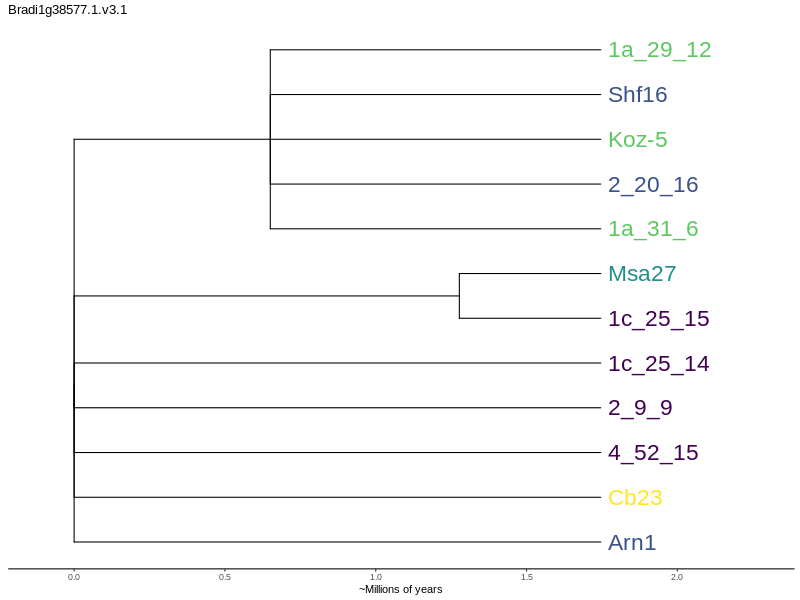 Bradi1g38577.1.v3.1
1a_29_12
Shf16
Koz-5
2_20_16
1a_31_6
Msa27
1c_25_15
1c_25_14
2_9_9
4_52_15
Cb23
Arn1
0.0 0.5 1.0 1.5 2.0
~Millions of years